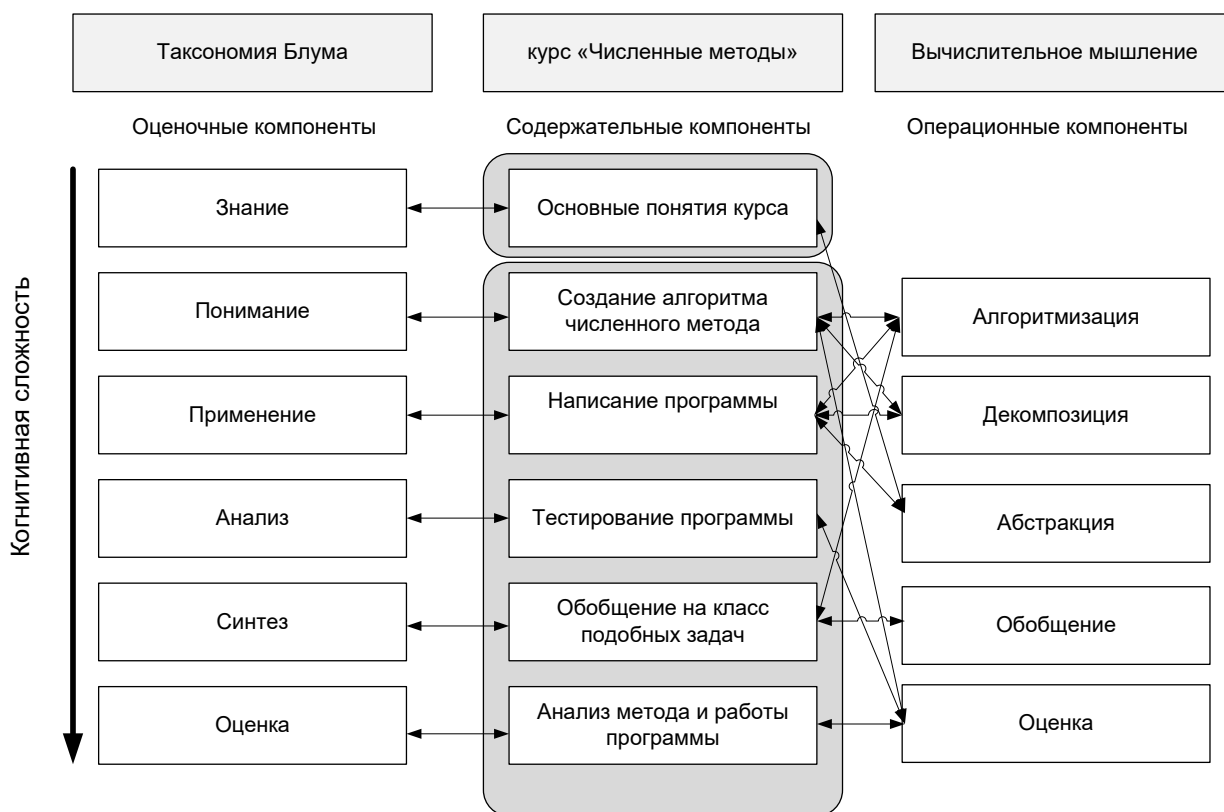 Таксономия Блума
курс «Численные методы»
Вычислительное мышление
Оценочные компоненты
Содержательные компоненты
Операционные компоненты
Когнитивная сложность
Знание
Основные понятия курса
Понимание
Создание алгоритма
численного метода
Алгоритмизация
Применение
Написание программы
Декомпозиция
Анализ
Тестирование программы
Абстракция
Синтез
Обобщение на класс
подобных задач
Обобщение
Оценка
Анализ метода и работы
программы
Оценка